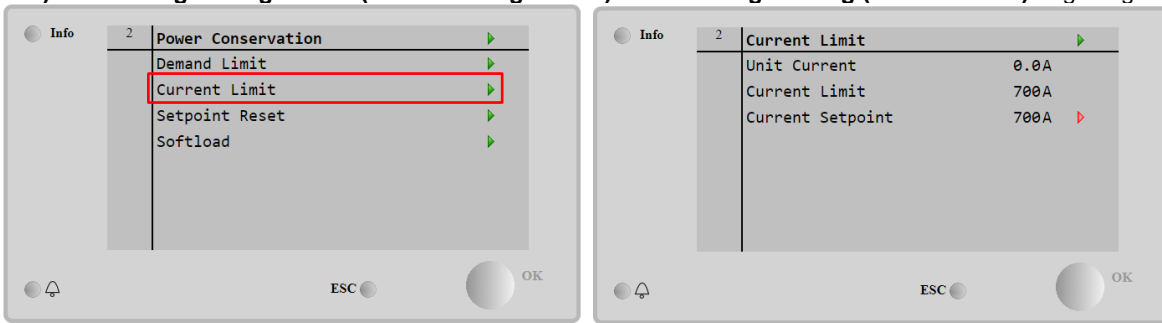 Info
2 Power Conservation
Demand Limit
Current Limit
Setpoint Reset
Softload
ESC
OK
Info
2 Current Limit
Unit Current 0.0A
Current Limit 700A
Current Setpoint 700A
ESC
OK